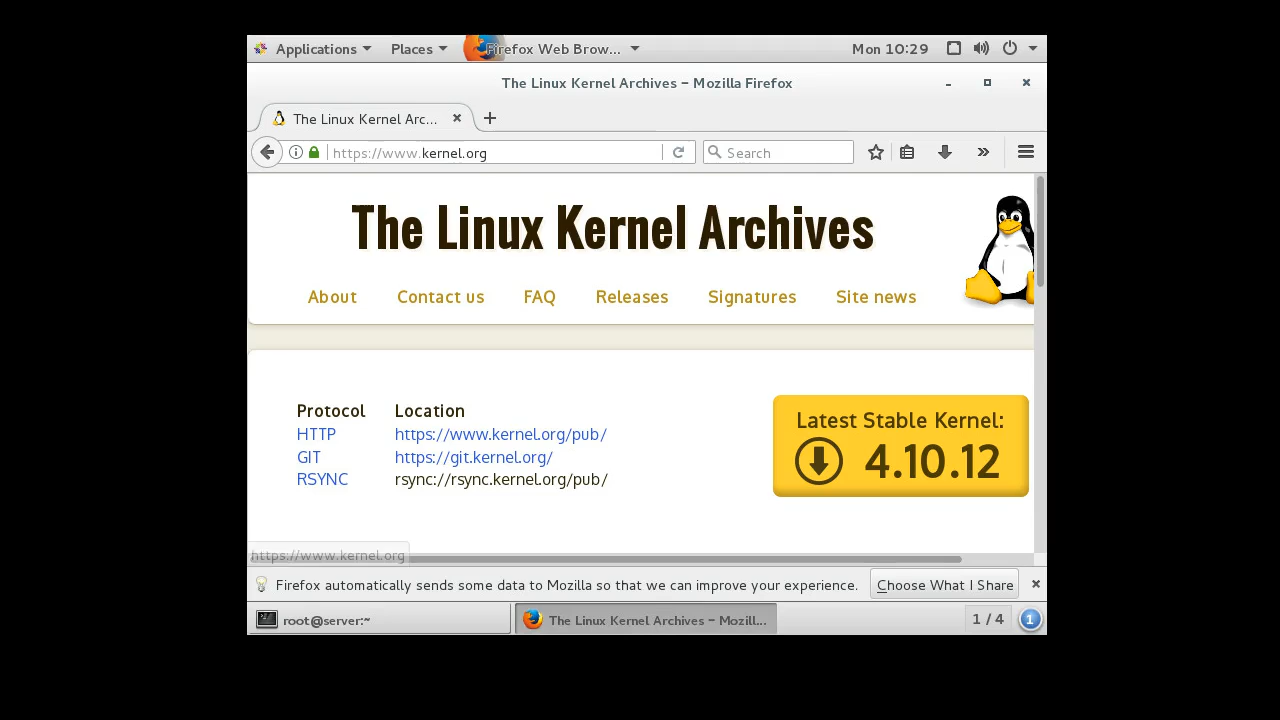 Applications Places Firefox Web Brow... Mon 10:29
The Linux Kernel Archives - Mozilla Firefox
The Linux Kernel Arc...
https://www.kernel.org Search
The Linux Kernel Archives
About Contact us FAQ Releases Signatures Site news
Protocol Location
HTTP https://www.kernel.org/pub/
GIT https://git.kernel.org/
RSYNC rsync://rsync.kernel.org/pub/
Latest Stable Kernel:
4.10.12
https://www.kernel.org
Firefox automatically sends some data to Mozilla so that we can improve your experience. Choose What I Share
root@server:~ The Linux Kernel Archives - Mozill... 1 / 4 1